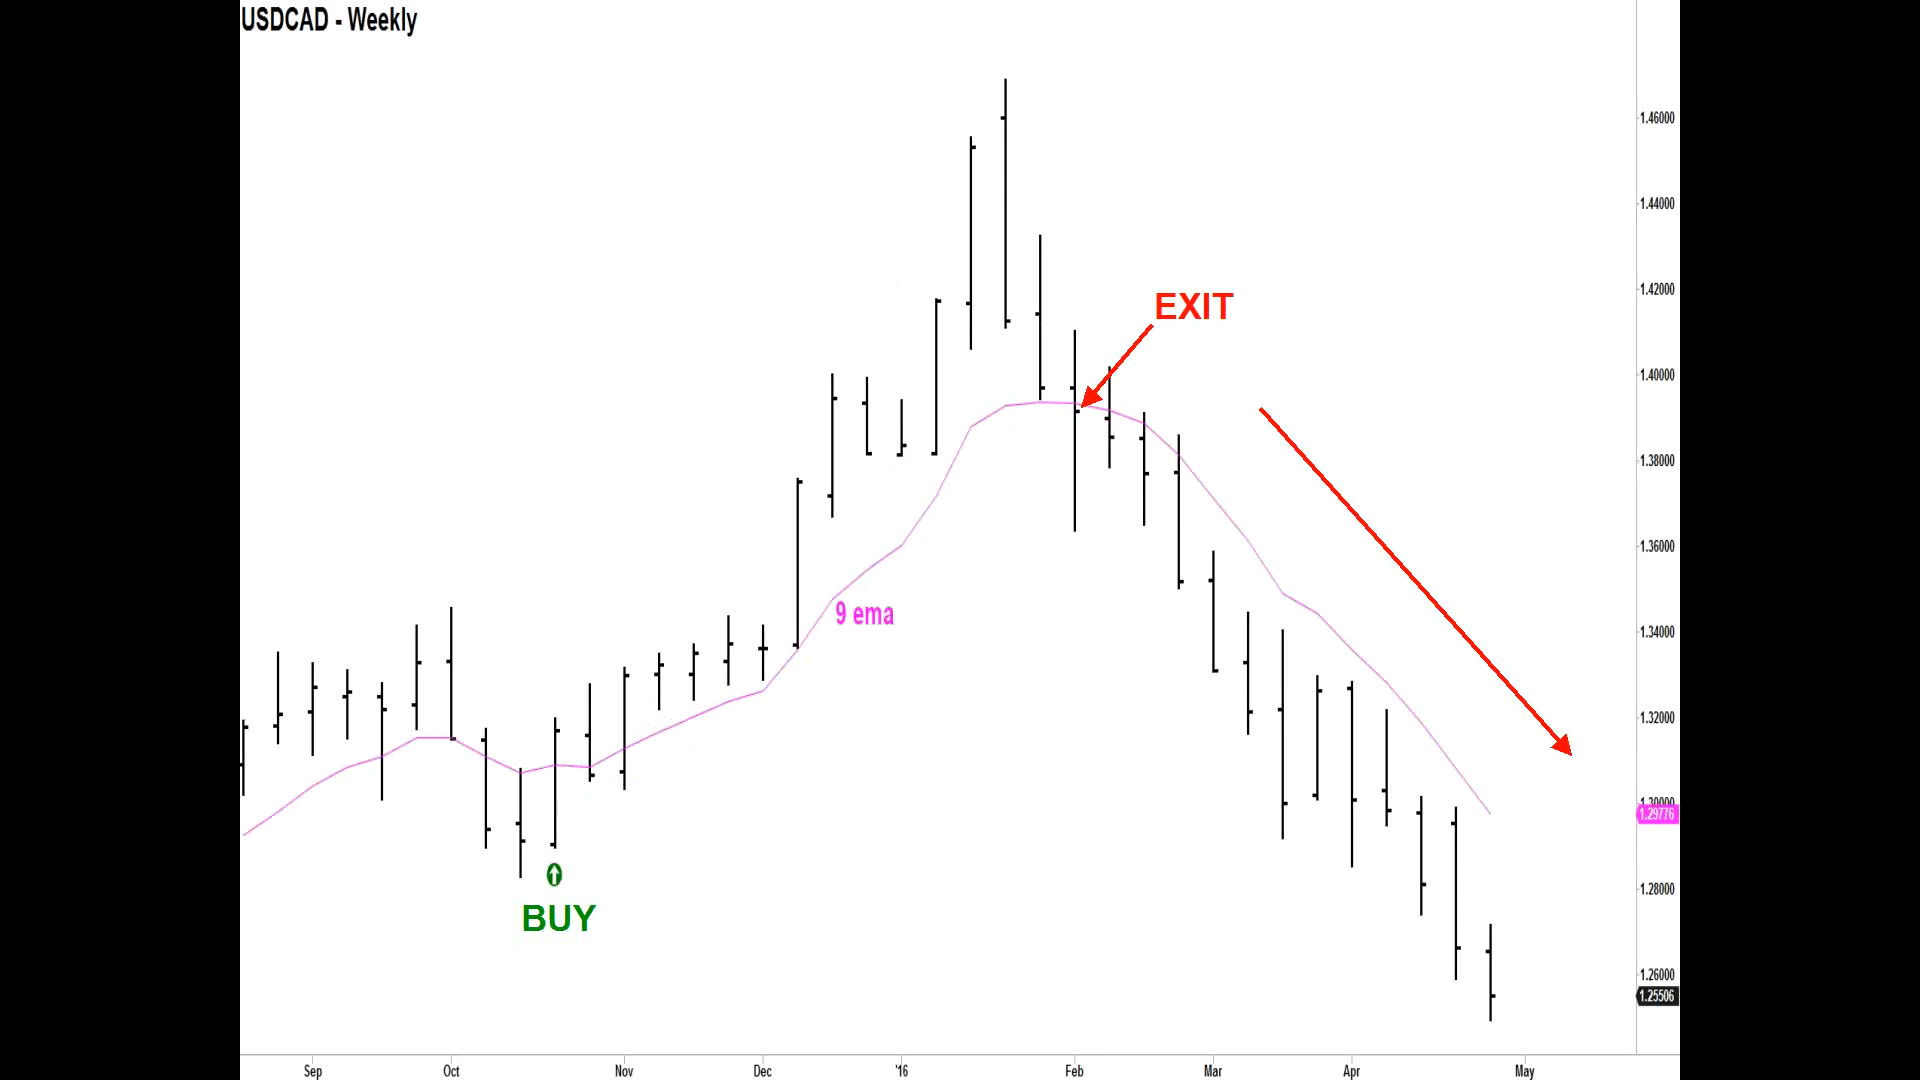 USDCAD - Weekly
1.46000
1.44000
1.42000
EXIT
1.40000
1.38000
1.36000
9 ema
1.34000
1.32000
1.30000
1.29776
1.28000
BUY
1.26000
1.25506
Sep Oct Nov Dec '16 Feb Mar Apr May